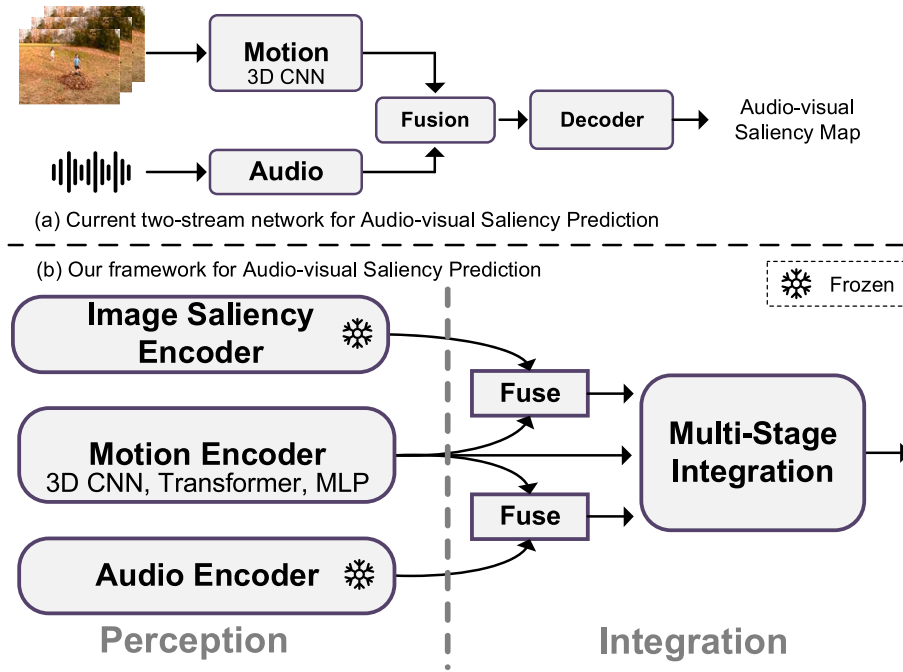 Motion
3D CNN
Fusion
Decoder
Audio-visual
Saliency Map
Audio
(a) Current two-stream network for Audio-visual Saliency Prediction
(b) Our framework for Audio-visual Saliency Prediction
Frozen
Image Saliency
Encoder
Fuse
Motion Encoder
3D CNN, Transformer, MLP
Multi-Stage
Integration
Fuse
Audio Encoder
Perception
Integration